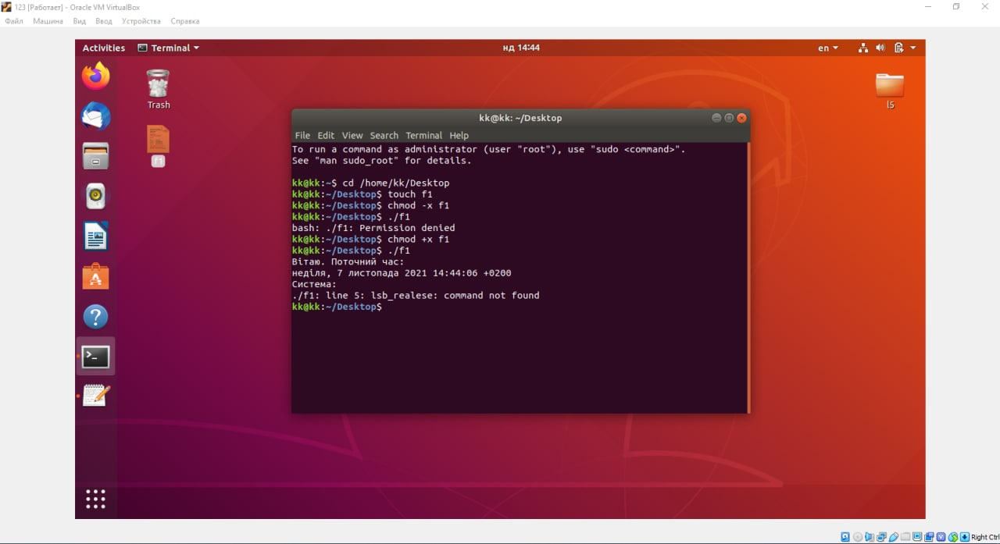 123 [Работает] - Oracle VM VirtualBox
Файл Машина Вид Ввод Устройства Справка
Activities Terminal нд 14:44 en
Trash
l5
f1
kk@kk: ~/Desktop
File Edit View Search Terminal Help
To run a command as administrator (user "root"), use "sudo <command>".
See "man sudo_root" for details.
kk@kk:~$ cd /home/kk/Desktop
kk@kk:~/Desktop$ touch f1
kk@kk:~/Desktop$ chmod -x f1
kk@kk:~/Desktop$ ./f1
bash: ./f1: Permission denied
kk@kk:~/Desktop$ chmod +x f1
kk@kk:~/Desktop$ ./f1
Вітаю. Поточний час:
неділя, 7 листопада 2021 14:44:06 +0200
Система:
./f1: line 5: lsb_realese: command not found
kk@kk:~/Desktop$
Right Ctrl